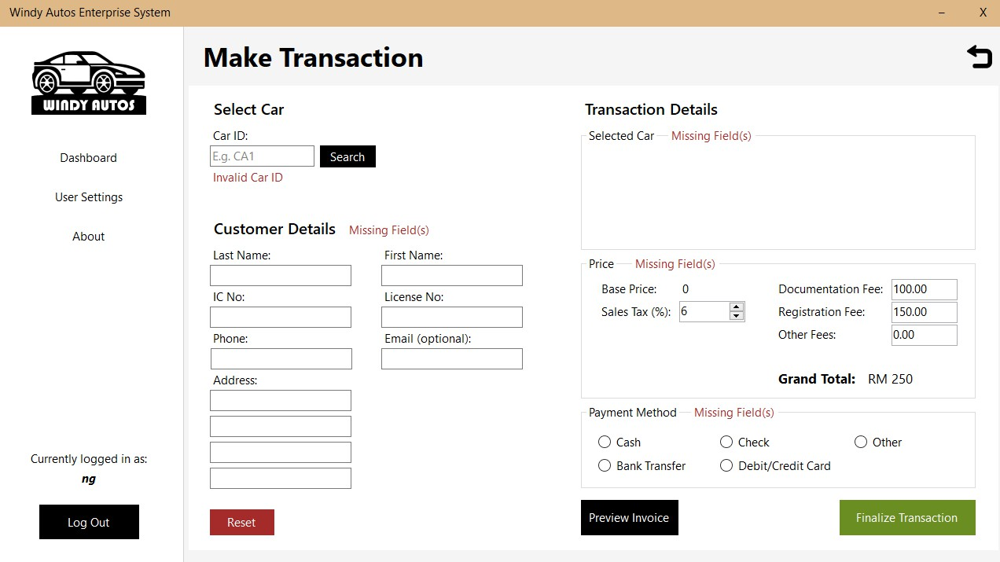 Windy Autos Enterprise System
– X
WINDY AUTOS
Dashboard
User Settings
About
Currently logged in as:
ng
Log Out
Make Transaction
Select Car
Car ID:
E.g. CA1
Search
Invalid Car ID
Customer Details Missing Field(s)
Last Name: First Name:
IC No: License No:
Phone: Email (optional):
Address:
Reset
Transaction Details
Selected Car Missing Field(s)
Price Missing Field(s)
Base Price: 0 Documentation Fee: 100.00
Sales Tax (%): 6 Registration Fee: 150.00
Other Fees: 0.00
Grand Total: RM 250
Payment Method Missing Field(s)
Cash Check Other
Bank Transfer Debit/Credit Card
Preview Invoice Finalize Transaction